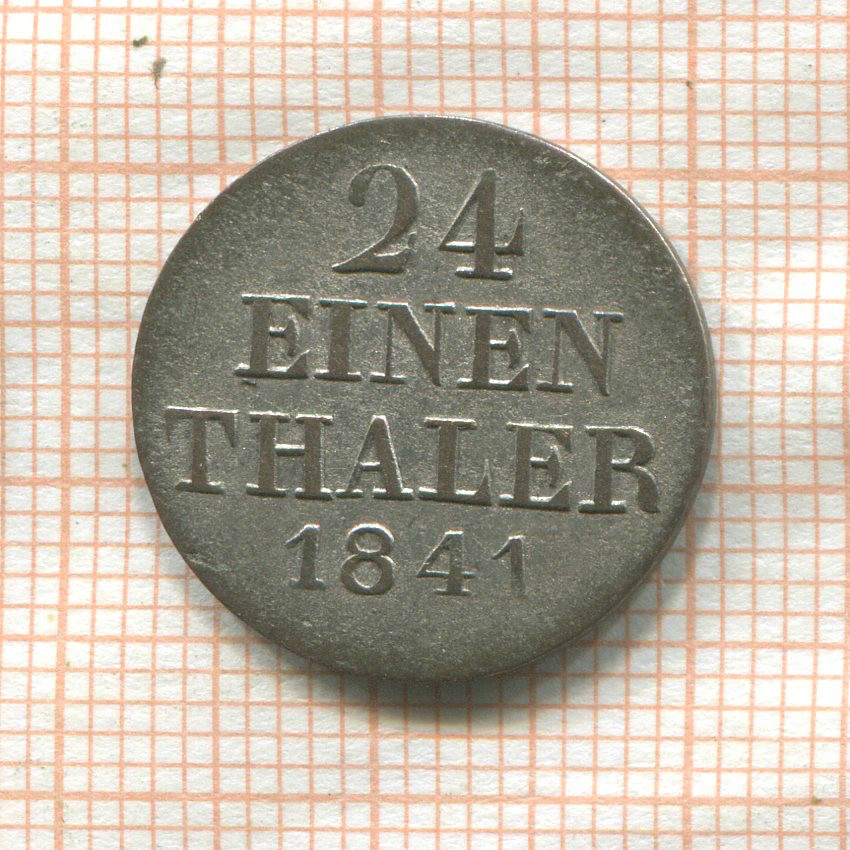 24
EINEN
THALER
1841